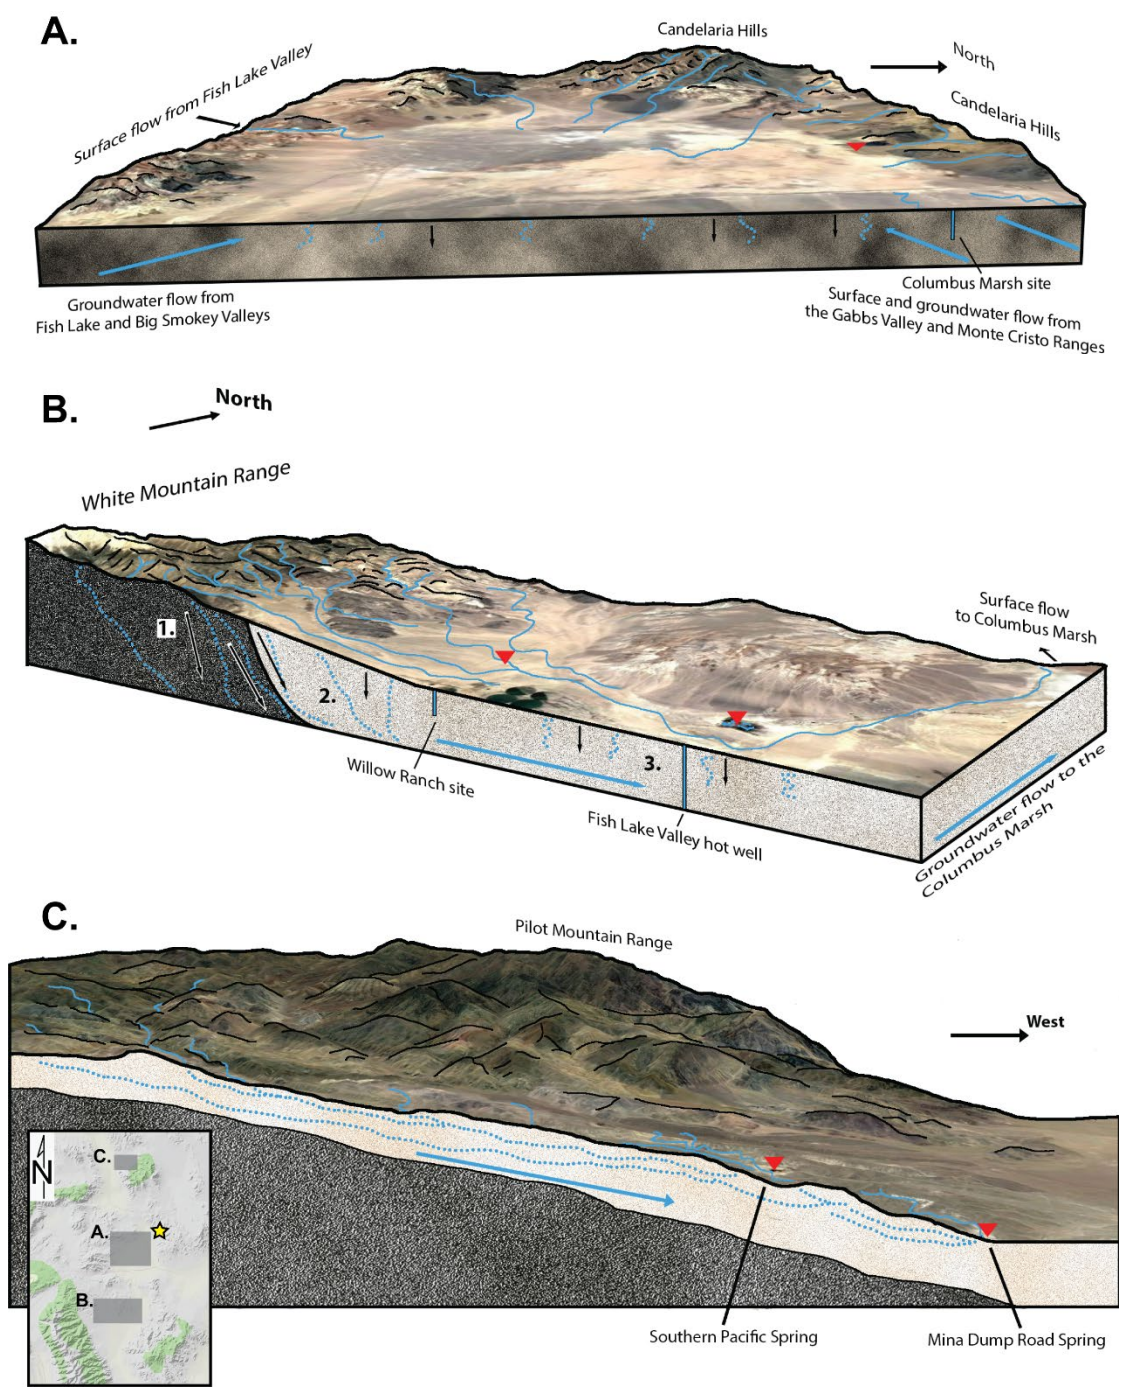 A.
Candelaria Hills
North
Surface flow from Fish Lake Valley
Candelaria Hills
Groundwater flow from
Fish Lake and Big Smokey Valleys
Columbus Marsh site
Surface and groundwater flow from
the Gabbs Valley and Monte Cristo Ranges
B.
North
White Mountain Range
Surface flow
to Columbus Marsh
1.
2.
3.
Willow Ranch site
Fish Lake Valley hot well
Groundwater flow to the
Columbus Marsh
C.
Pilot Mountain Range
West
N
C.
A.
B.
Southern Pacific Spring
Mina Dump Road Spring